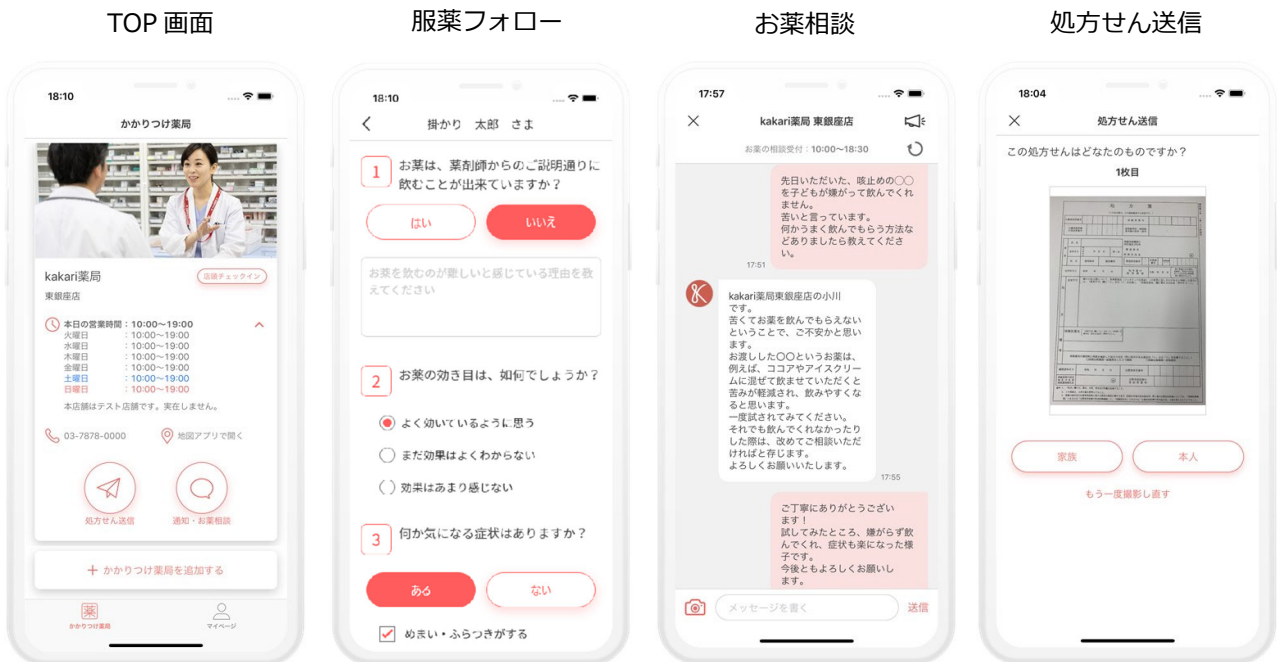 TOP 画面
服薬フォロー
お薬相談
処方せん送信
18:10
かかりつけ薬局
kakari薬局
店頭チェックイン
東銀座店
本日の営業時間：10:00〜19:00
火曜日 ：10:00〜19:00
水曜日 ：10:00〜19:00
木曜日 ：10:00〜19:00
金曜日 ：10:00〜19:00
土曜日 ：10:00〜19:00
日曜日 ：10:00〜19:00
本店舗はテスト店舗です。実在しません。
03-7878-0000
地図アプリで開く
処方せん送信
通知・お薬相談
＋ かかりつけ薬局を追加する
薬
かかりつけ薬局
マイページ
18:10
掛かり 太郎 さま
1
お薬は、薬剤師からのご説明通りに
飲むことが出来ていますか？
はい
いいえ
お薬を飲むのが難しいと感じている理由を教
えてください
2
お薬の効き目は、如何でしょうか？
よく効いているように思う
まだ効果はよくわからない
効果はあまり感じない
3
何か気になる症状はありますか？
ある
ない
めまい・ふらつきがする
17:57
kakari薬局 東銀座店
お薬の相談受付：10:00〜18:30
先日いただいた、咳止めの〇〇
を子どもが嫌がって飲んでくれ
ません。
苦いと言っています。
何かうまく飲んでもらう方法な
どありましたら教えてくださ
い。
17:51
kakari薬局東銀座店の小川
です。
苦くてお薬を飲んでもらえない
ということで、ご不安かと思い
ます。
お渡しした〇〇というお薬は、
例えば、ココアやアイスクリー
ムに混ぜて飲ませていただくと
苦みが軽減され、飲みやすくな
ると思います。
一度試されてみてください。
それでも飲んでくれなかったり
した際は、改めてご相談いただ
ければと存じます。
よろしくお願いいたします。
17:55
ご丁寧にありがとうござい
ます！
試してみたところ、嫌がらず飲
んでくれ、症状も楽になった様
子です。
今後ともよろしくお願いし
ます。
メッセージを書く
送信
18:04
処方せん送信
この処方せんはどなたのものですか？
1枚目
処 方 箋
家族
本人
もう一度撮影し直す